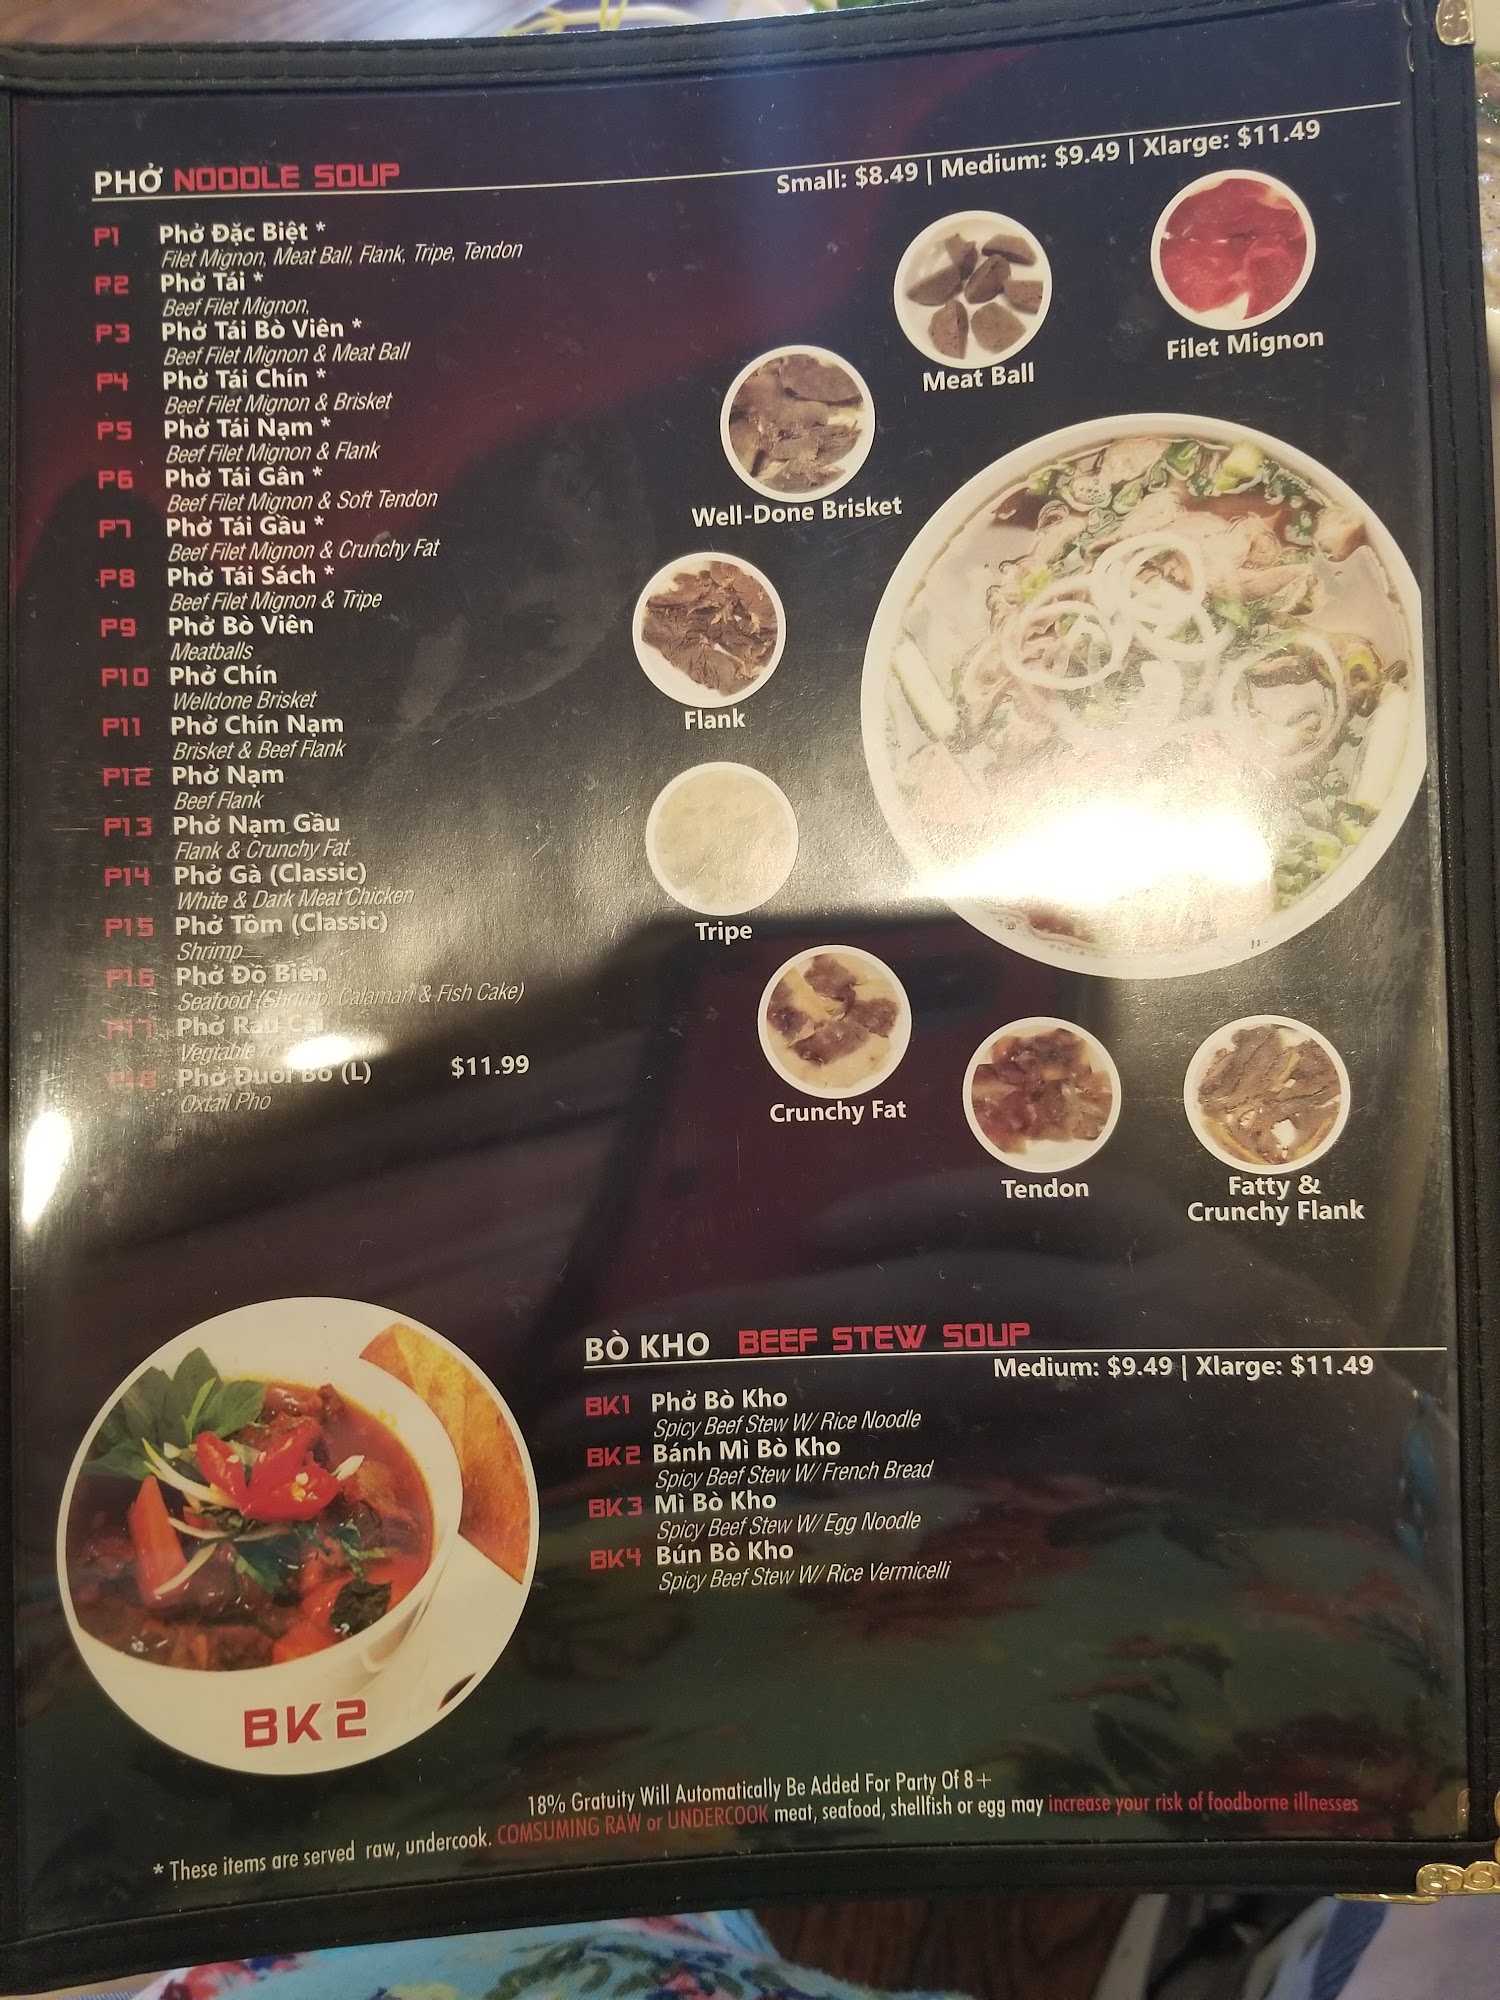 PHỞ NOODLE SOUP
Small: $8.49 | Medium: $9.49 | Xlarge: $11.49
P1 Phở Đặc Biệt *
Filet Mignon, Meat Ball, Flank, Tripe, Tendon
P2 Phở Tái *
Beef Filet Mignon,
P3 Phở Tái Bò Viên *
Beef Filet Mignon & Meat Ball
P4 Phở Tái Chín *
Beef Filet Mignon & Brisket
P5 Phở Tái Nạm *
Beef Filet Mignon & Flank
P6 Phở Tái Gân *
Beef Filet Mignon & Soft Tendon
P7 Phở Tái Gầu *
Beef Filet Mignon & Crunchy Fat
P8 Phở Tái Sách *
Beef Filet Mignon & Tripe
P9 Phở Bò Viên
Meatballs
P10 Phở Chín
Welldone Brisket
P11 Phở Chín Nạm
Brisket & Beef Flank
P12 Phở Nạm
Beef Flank
P13 Phở Nạm Gầu
Flank & Crunchy Fat
P14 Phở Gà (Classic)
White & Dark Meat Chicken
P15 Phở Tôm (Classic)
Shrimp
P16 Phở Đồ Biển
Seafood (Shrimp, Calamari & Fish Cake)
P17 Phở Rau Cải
Vegtable
P18 Phở Đuôi Bò (L) $11.99
Oxtail Pho
Meat Ball
Filet Mignon
Well-Done Brisket
Flank
Tripe
Crunchy Fat
Tendon
Fatty &
Crunchy Flank
BÒ KHO BEEF STEW SOUP
Medium: $9.49 | Xlarge: $11.49
BK1 Phở Bò Kho
Spicy Beef Stew W/ Rice Noodle
BK2 Bánh Mì Bò Kho
Spicy Beef Stew W/ French Bread
BK3 Mì Bò Kho
Spicy Beef Stew W/ Egg Noodle
BK4 Bún Bò Kho
Spicy Beef Stew W/ Rice Vermicelli
BK2
18% Gratuity Will Automatically Be Added For Party Of 8+
* These items are served raw, undercook. COMSUMING RAW or UNDERCOOK meat, seafood, shellfish or egg may increase your risk of foodborne illnesses